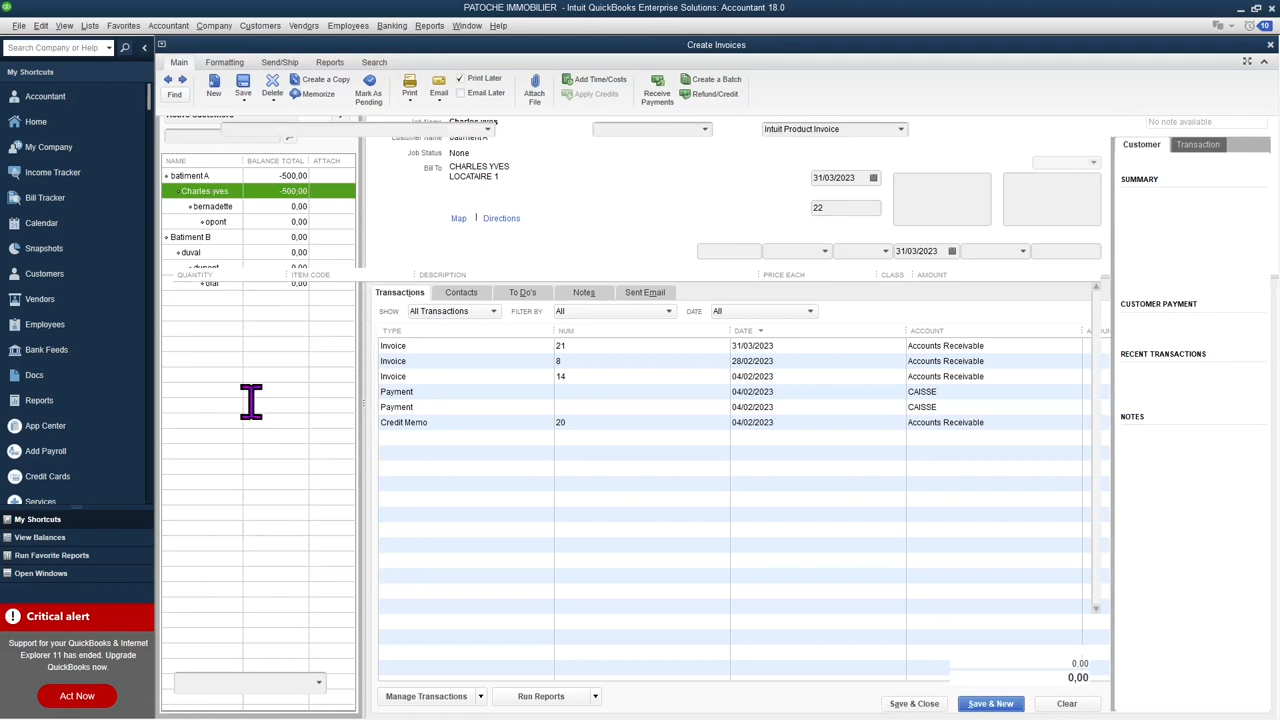 PATOCHE IMMOBILIER - Intuit QuickBooks Enterprise Solutions: Accountant 18.0
File Edit View Lists Favorites Accountant Company Customers Vendors Employees Banking Reports Window Help 10
Search Company or Help
Create Invoices
Main Formatting Send/Ship Reports Search
My Shortcuts
Accountant
Home
My Company
Income Tracker
Bill Tracker
Calendar
Snapshots
Customers
Vendors
Employees
Bank Feeds
Docs
Reports
App Center
Add Payroll
Credit Cards
Services
My Shortcuts
View Balances
Run Favorite Reports
Open Windows
Critical alert
Support for your QuickBooks & Internet
Explorer 11 has ended. Upgrade
QuickBooks now.
Act Now
Find
New
Save
Delete
Create a Copy
Memorize
Mark As
Pending
Print
Email
Print Later
Email Later
Attach
File
Add Time/Costs
Apply Credits
Receive
Payments
Create a Batch
Refund/Credit
Charles yves
Intuit Product Invoice
No note available
Job Status None
Bill To CHARLES YVES
LOCATAIRE 1
Map Directions
31/03/2023
22
31/03/2023
NAME BALANCE TOTAL ATTACH
batiment A -500,00
Charles yves -500,00
bernadette 0,00
opont 0,00
Batiment B 0,00
duval 0,00
QUANTITY ITEM CODE DESCRIPTION PRICE EACH CLASS AMOUNT
Transactions Contacts To Do's Notes Sent Email
SHOW All Transactions FILTER BY All DATE All
TYPE NUM DATE ACCOUNT
Invoice 21 31/03/2023 Accounts Receivable
Invoice 8 28/02/2023 Accounts Receivable
Invoice 14 04/02/2023 Accounts Receivable
Payment 04/02/2023 CAISSE
Payment 04/02/2023 CAISSE
Credit Memo 20 04/02/2023 Accounts Receivable
0,00
0,00
Manage Transactions Run Reports
Save & Close Save & New Clear
Customer Transaction
SUMMARY
CUSTOMER PAYMENT
RECENT TRANSACTIONS
NOTES